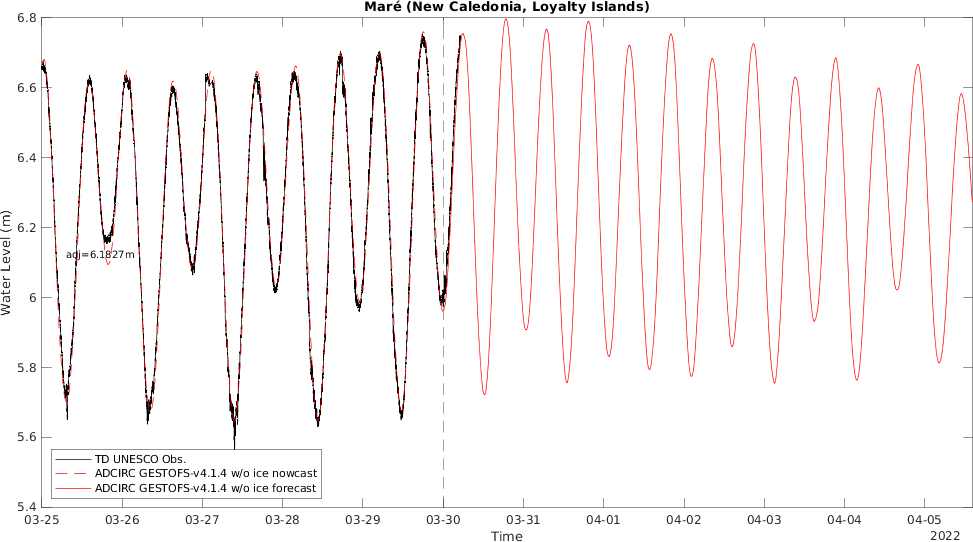 Maré (New Caledonia, Loyalty Islands)
6.8
6.6
6.4
6.2
6
5.8
5.6
5.4
Water Level (m)
adj=6.1827m
TD UNESCO Obs.
ADCIRC GESTOFS-v4.1.4 w/o ice nowcast
ADCIRC GESTOFS-v4.1.4 w/o ice forecast
03-25 03-26 03-27 03-28 03-29 03-30 03-31 04-01 04-02 04-03 04-04 04-05
Time
2022